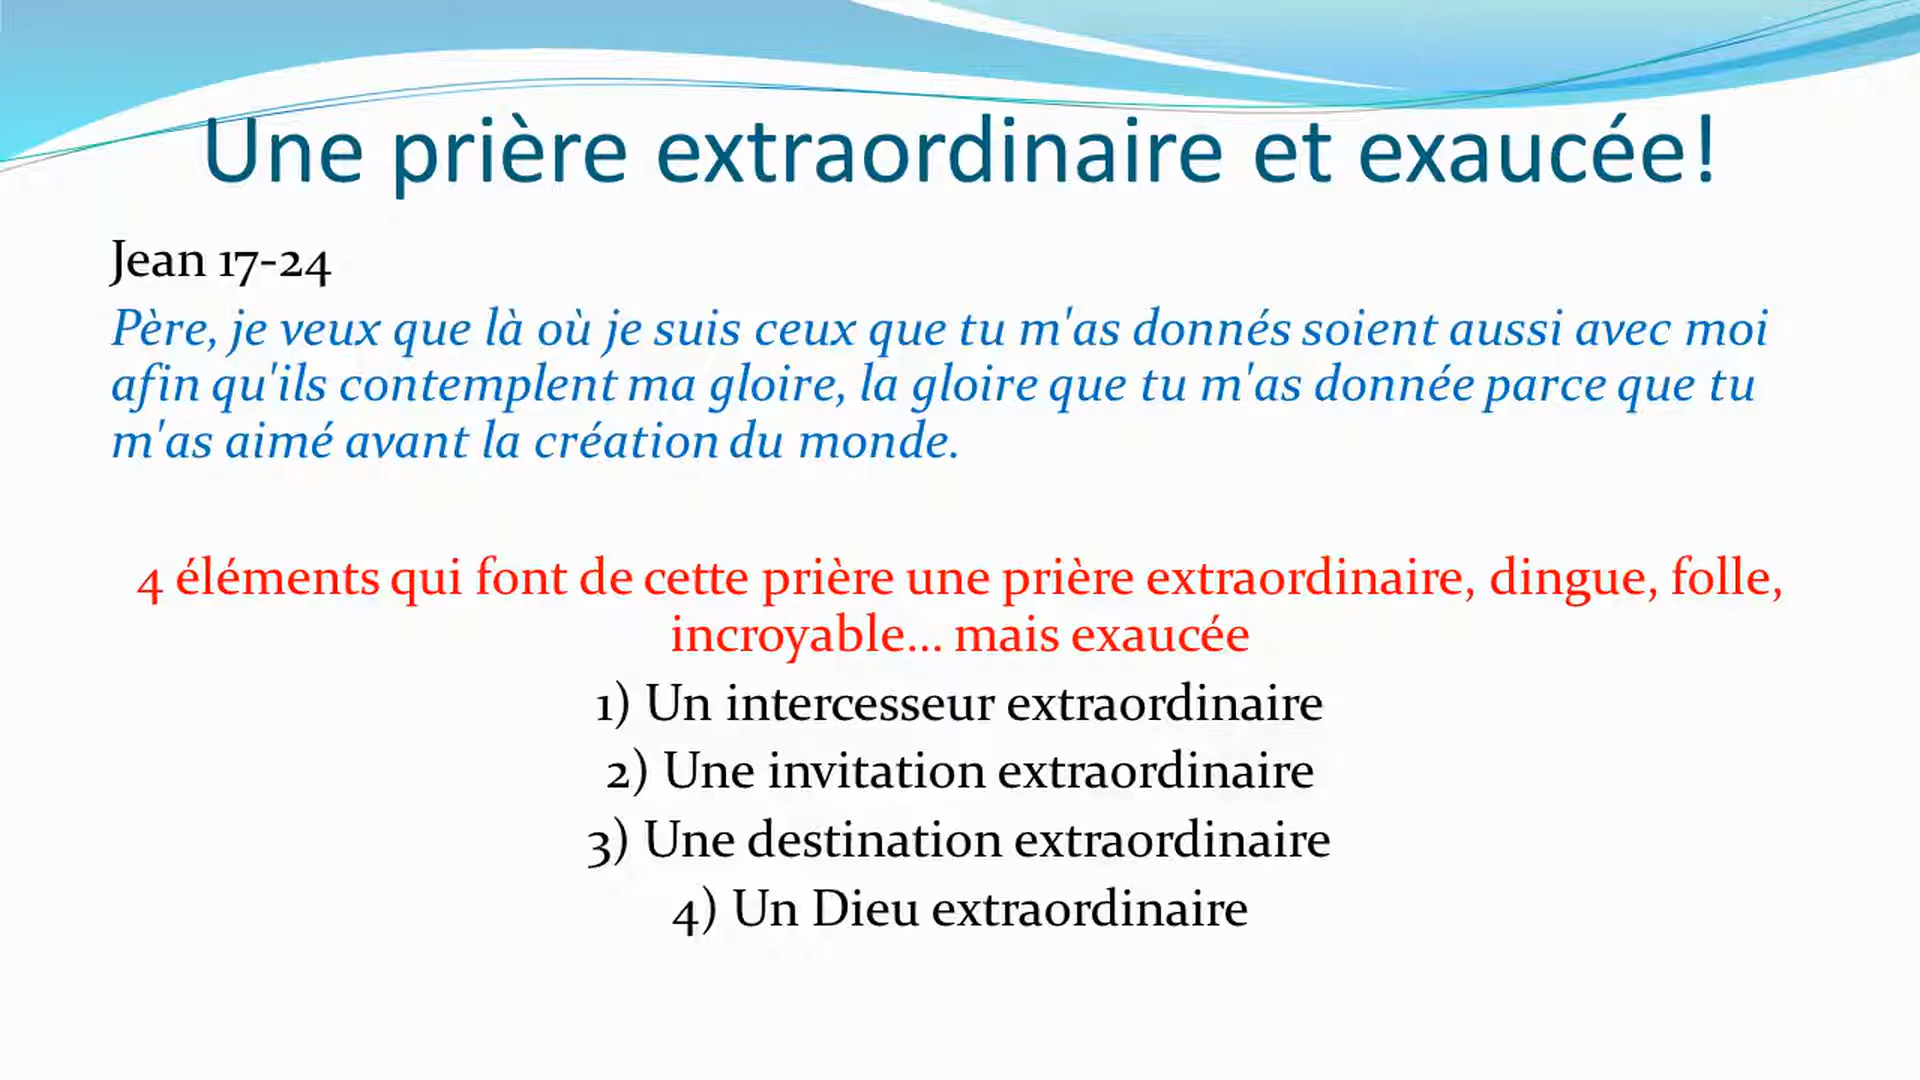 Une prière extraordinaire et exaucée!
Jean 17-24
Père, je veux que là où je suis ceux que tu m'as donnés soient aussi avec moi
afin qu'ils contemplent ma gloire, la gloire que tu m'as donnée parce que tu
m'as aimé avant la création du monde.
4 éléments qui font de cette prière une prière extraordinaire, dingue, folle,
incroyable... mais exaucée
1) Un intercesseur extraordinaire
2) Une invitation extraordinaire
3) Une destination extraordinaire
4) Un Dieu extraordinaire